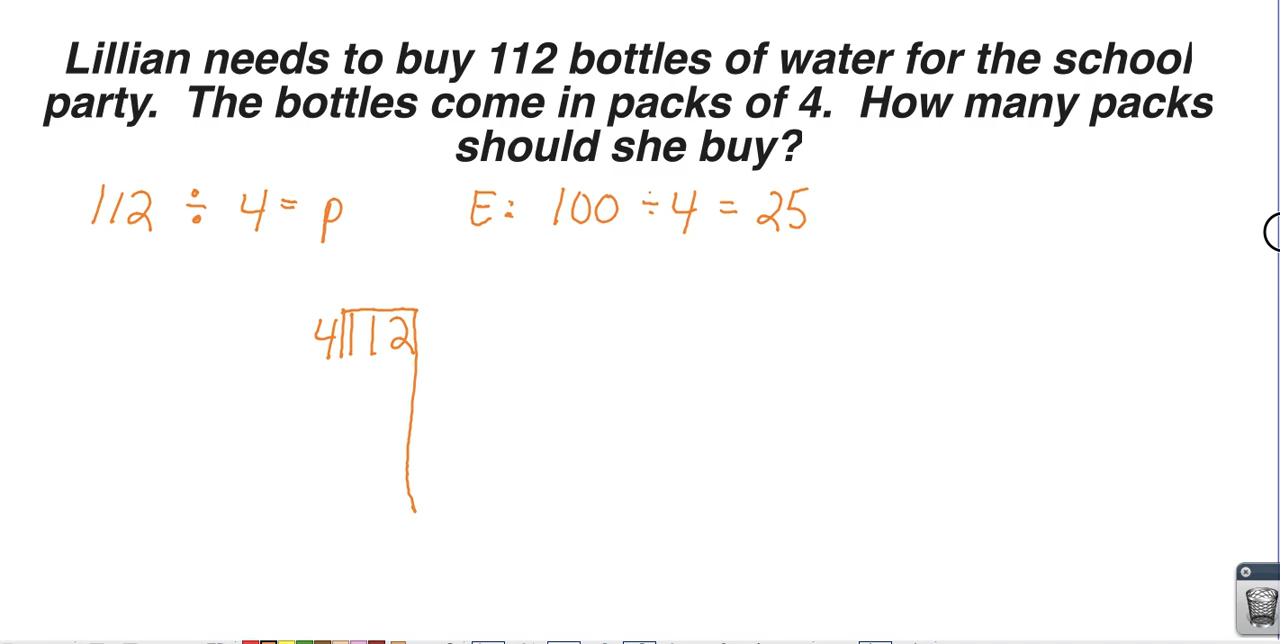 Lillian needs to buy 112 bottles of water for the school
party. The bottles come in packs of 4. How many packs
should she buy?
112 ÷ 4 = p E: 100 ÷ 4 = 25
4 112